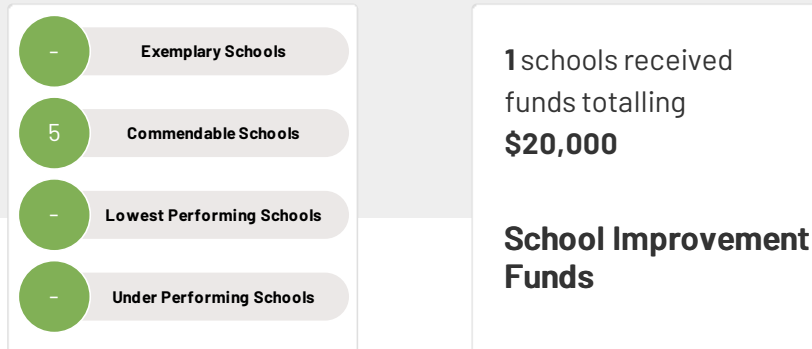 -
Exemplary Schools
5
Commendable Schools
-
Lowest Performing Schools
-
Under Performing Schools
1 schools received
funds totalling
$20,000
School Improvement
Funds